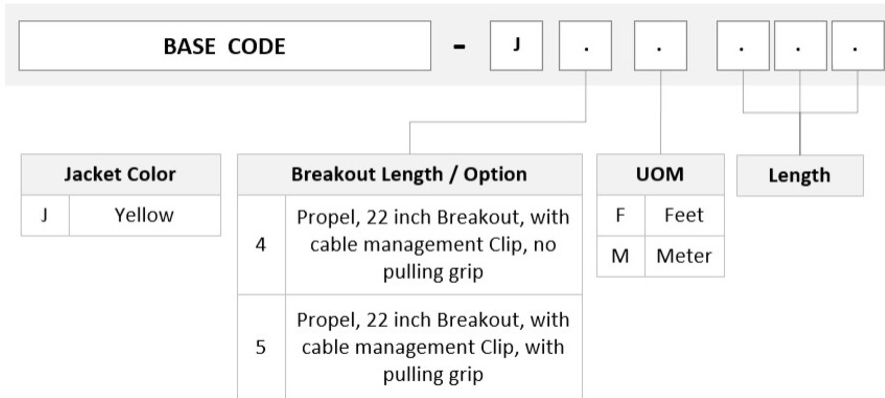 BASE CODE - J . . . . .
Jacket Color
J Yellow
Breakout Length / Option
4 Propel, 22 inch Breakout, with
cable management Clip, no
pulling grip
5 Propel, 22 inch Breakout, with
cable management Clip, with
pulling grip
UOM
F Feet
M Meter
Length